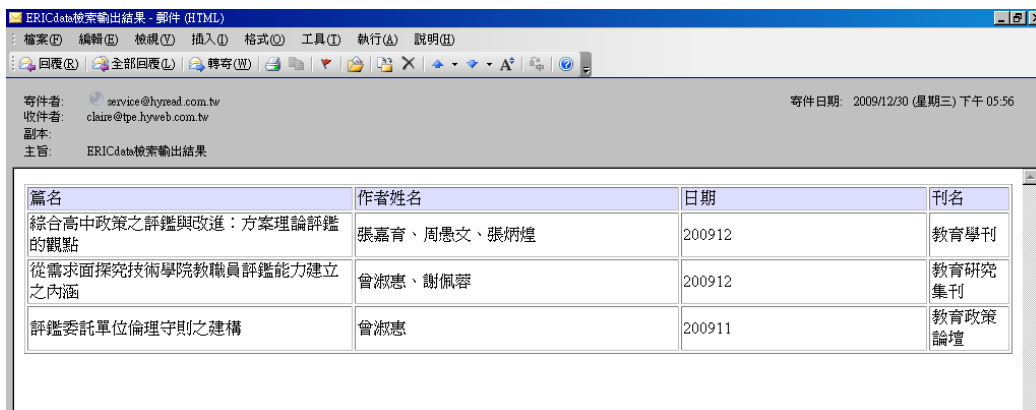 ERICdata檢索輸出結果 - 郵件 (HTML)
檔案(F) 編輯(E) 檢視(V) 插入(I) 格式(O) 工具(T) 執行(A) 說明(H)
回覆(R) 全部回覆(L) 轉寄(W)
寄件者: service@hyread.com.tw 寄件日期: 2009/12/30 (星期三) 下午 05:56
收件者: claire@tpe.hyweb.com.tw
副本:
主旨: ERICdata檢索輸出結果
篇名 作者姓名 日期 刊名
綜合高中政策之評鑑與改進：方案理論評鑑
的觀點 張嘉育、周愚文、張炳煌 200912 教育學刊
從需求面探究技術學院教職員評鑑能力建立
之內涵 曾淑惠、謝佩蓉 200912 教育研究
集刊
評鑑委託單位倫理守則之建構 曾淑惠 200911 教育政策
論壇